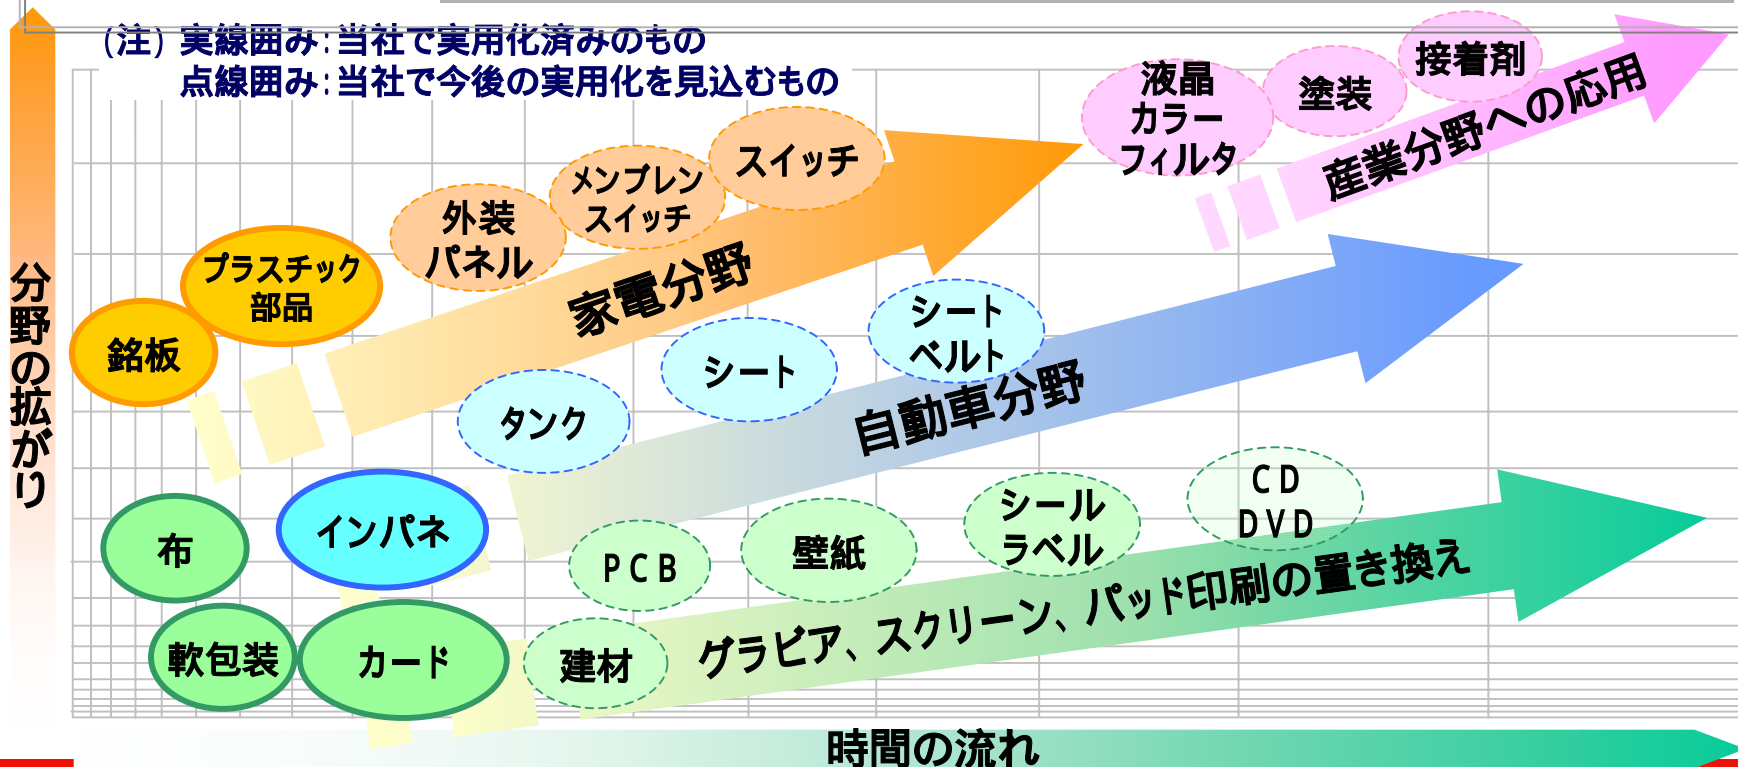 (注) 実線囲み:当社で実用化済みのもの
点線囲み:当社で今後の実用化を見込むもの
分野の拡がり
液晶
カラー
フィルタ
塗装
接着剤
産業分野への応用
銘板
プラスチック
部品
外装
パネル
メンブレン
スイッチ
スイッチ
家電分野
インパネ
タンク
シート
シート
ベルト
自動車分野
布
軟包装
カード
建材
PCB
壁紙
シール
ラベル
CD
DVD
グラビア、スクリーン、パッド印刷の置き換え
時間の流れ